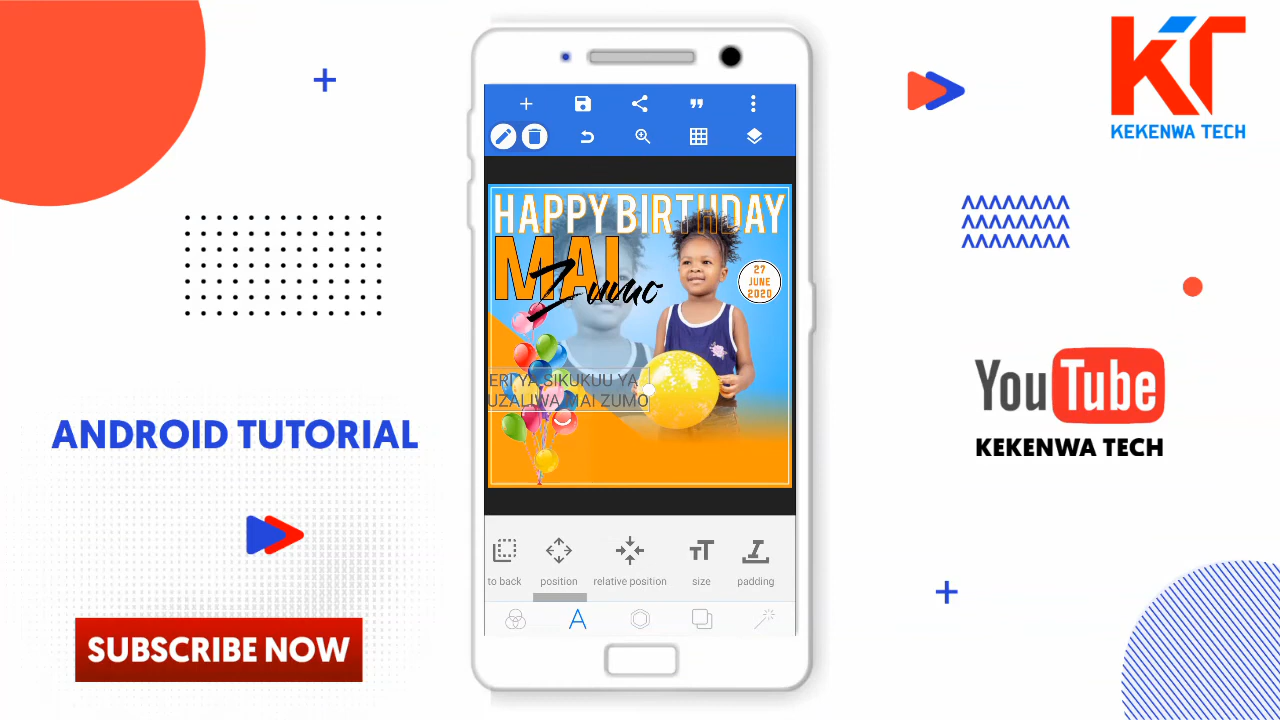 KT
KEKENWA TECH
HAPPY BIRTHDAY
MAI
Zumo
27
JUNE
2020
ERI YA SIKUKUU YA
UZALIWA MAI ZUMO
to back
position
relative position
size
padding
ANDROID TUTORIAL
SUBSCRIBE NOW
YouTube
KEKENWA TECH